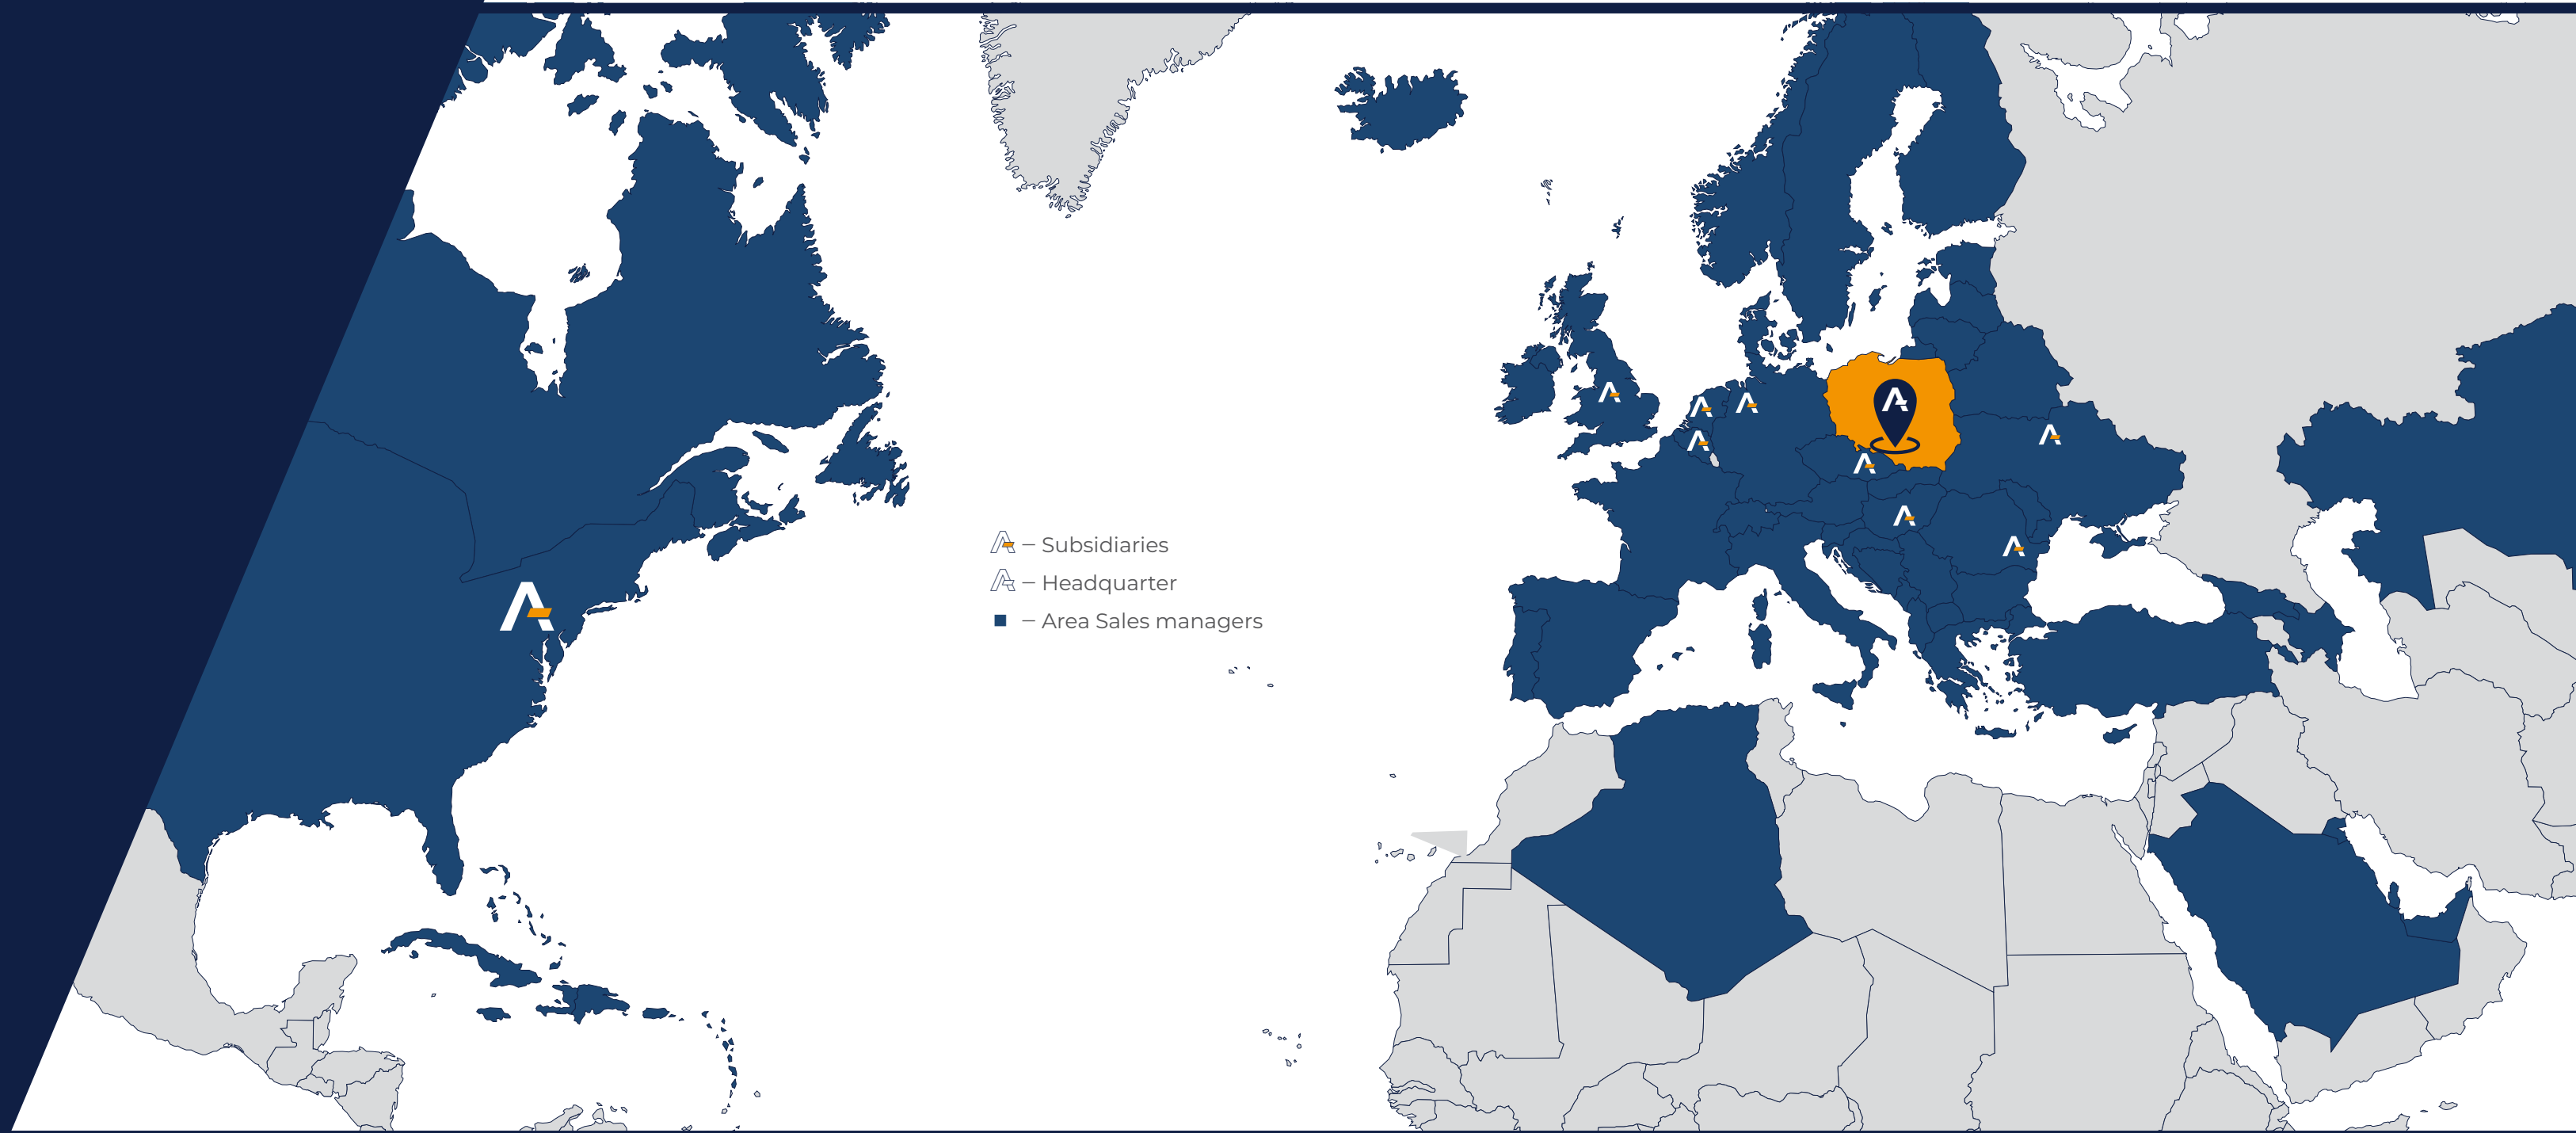 – Subsidiaries
– Headquarter
– Area Sales managers